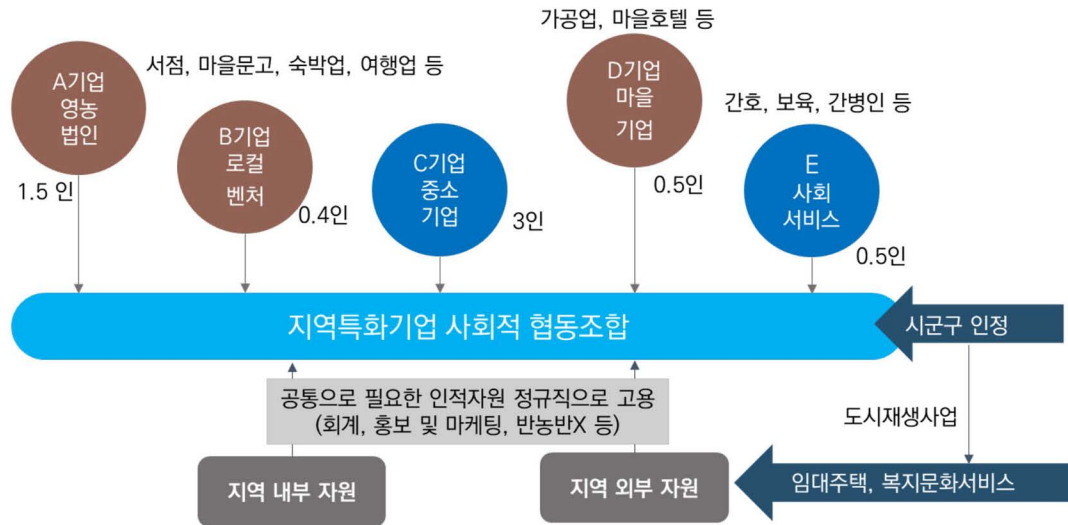 가공업, 마을호텔 등
서점, 마을문고, 숙박업, 여행업 등
A기업
영농
법인
D기업
마을
기업
간호, 보육, 간병인 등
B기업
로컬
벤처
C기업
중소
기업
E
사회
서비스
1.5 인
0.4인
3인
0.5인
0.5인
지역특화기업 사회적 협동조합
시군구 인정
공통으로 필요한 인적자원 정규직으로 고용
(회계, 홍보 및 마케팅, 반농반X 등)
도시재생사업
지역 내부 자원
지역 외부 자원
임대주택, 복지문화서비스